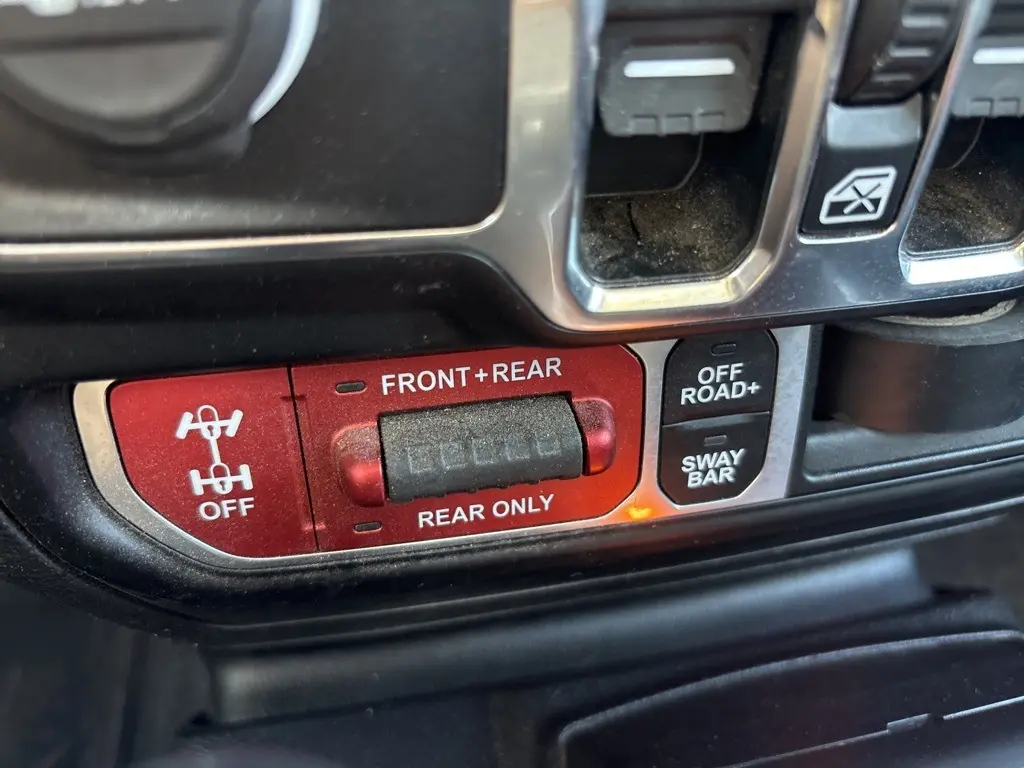 FRONT+REAR
OFF
REAR ONLY
OFF
ROAD+
SWAY
BAR